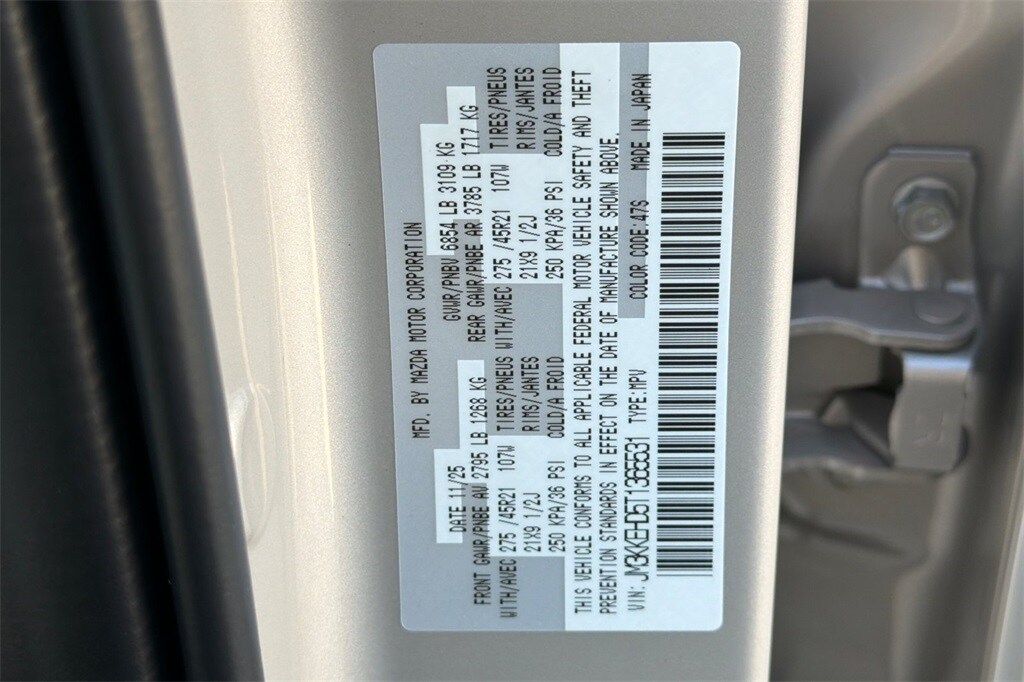 MFD. BY MAZDA MOTOR CORPORATION
DATE 11/25 GVWR/PNBV 6854 LB 3109 KG
FRONT GAWR/PNBE AV 2795 LB 1268 KG REAR GAWR/PNBE AR 3785 LB 1717 KG
WITH/AVEC 275 /45R21 107W TIRES/PNEUS WITH/AVEC 275 /45R21 107W TIRES/PNEUS
21X9 1/2J RIMS/JANTES 21X9 1/2J RIMS/JANTES
250 KPA/36 PSI COLD/A FROID 250 KPA/36 PSI COLD/A FROID
THIS VEHICLE CONFORMS TO ALL APPLICABLE FEDERAL MOTOR VEHICLE SAFETY AND THEFT
PREVENTION STANDARDS IN EFFECT ON THE DATE OF MANUFACTURE SHOWN ABOVE.
VIN: JM3KKEHD5T1365531 TYPE:MPV COLOR CODE:47S MADE IN JAPAN